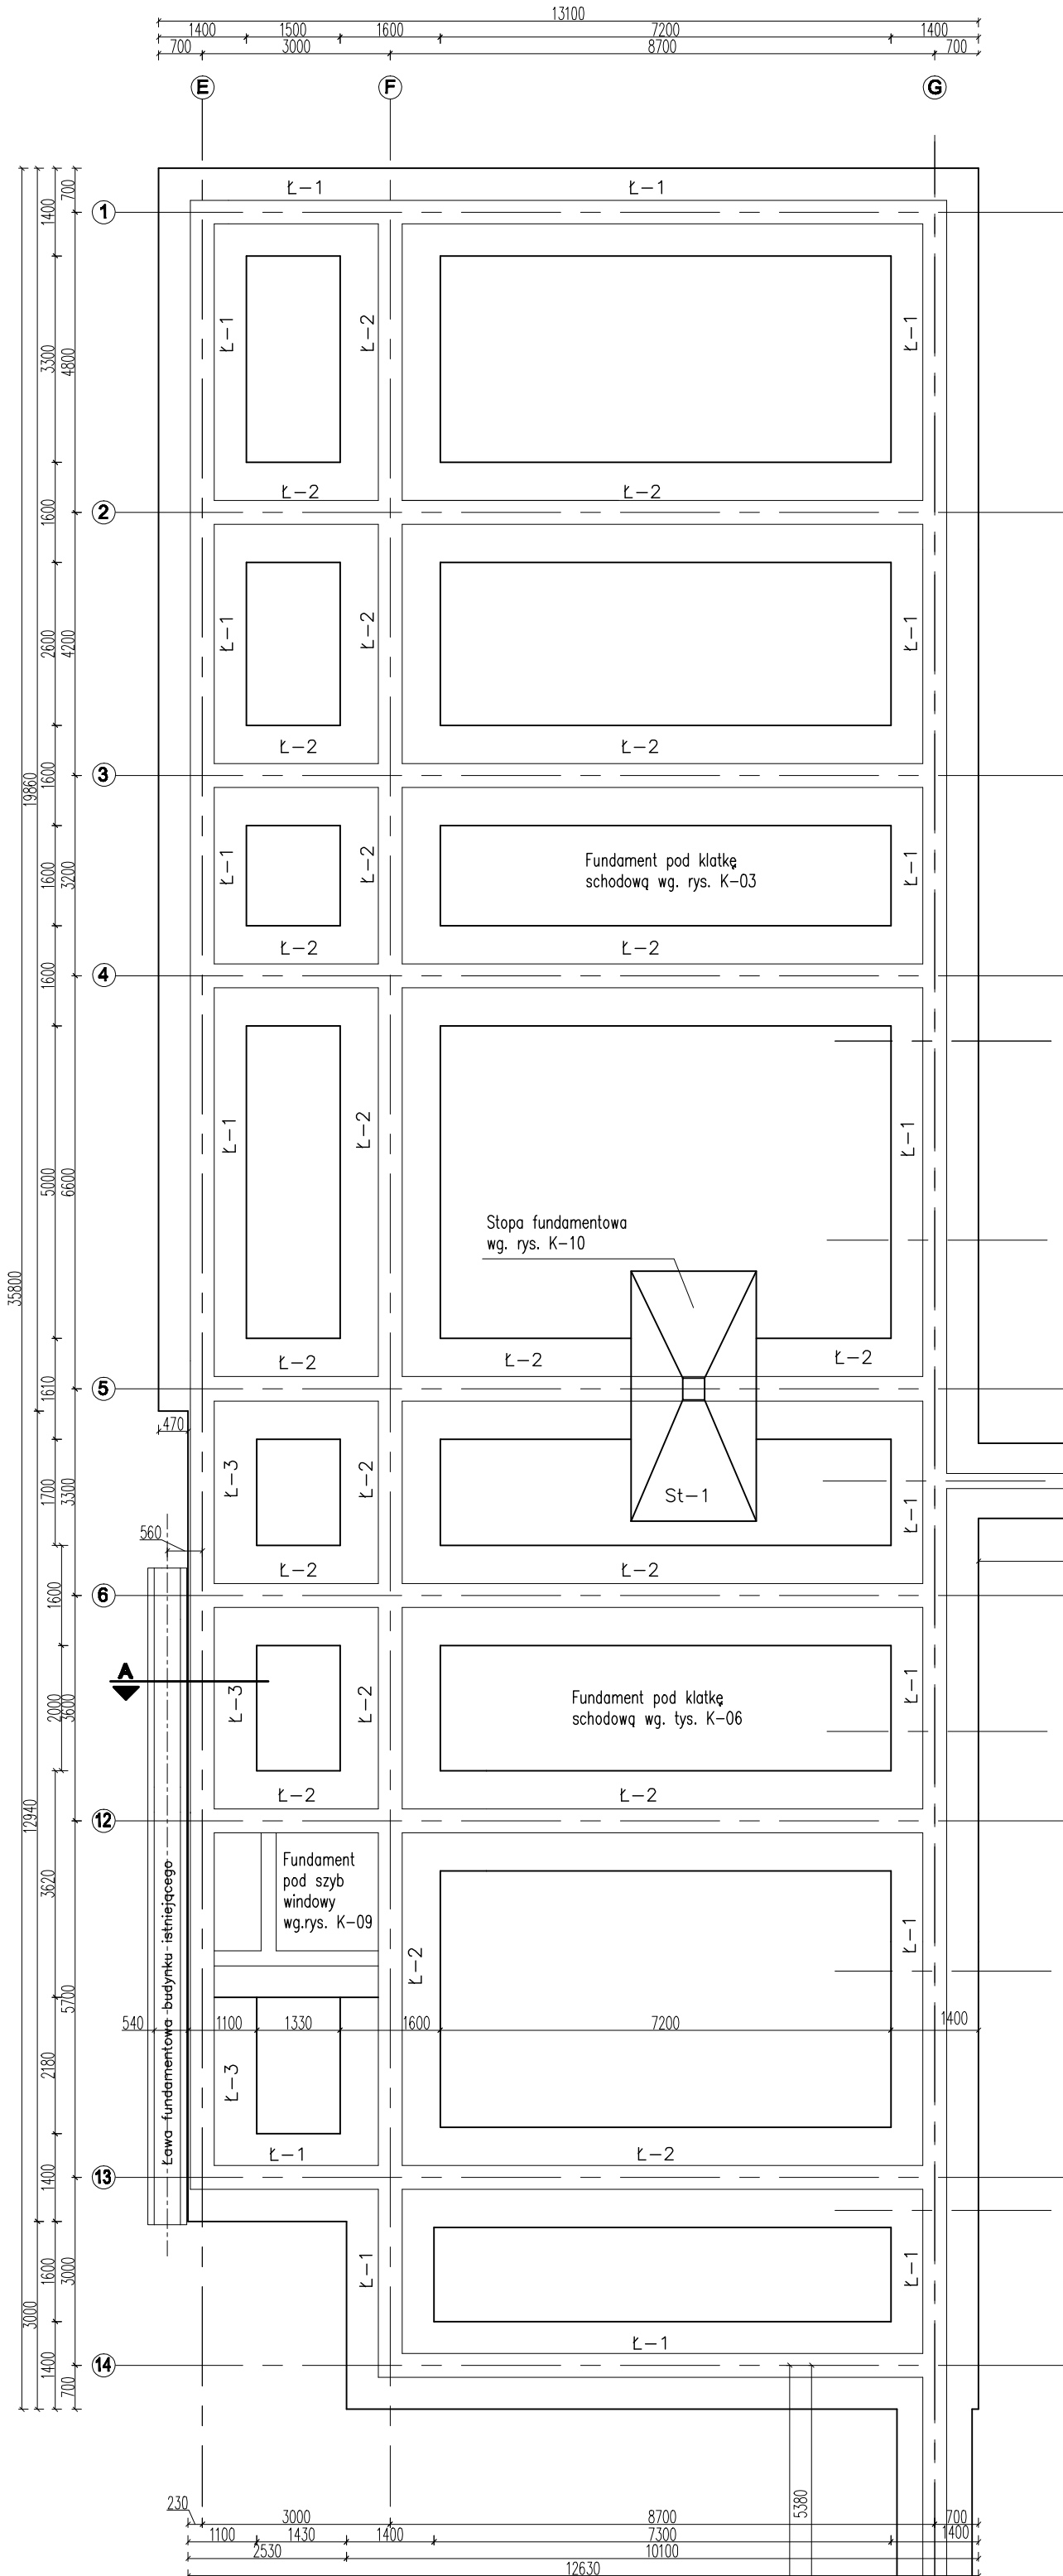 13100
1400 1500 1600 7200 1400
700 3000 8700 700
E F G
700
1400
Ł-1 Ł-1
1
Ł-1 Ł-2 Ł-1
3300
4800
Ł-2 Ł-2
1600
2
Ł-1 Ł-2 Ł-1
2600
4200
Ł-2 Ł-2
19860
1600
3
Ł-1 Ł-2 Ł-1
Fundament pod klatkę
schodową wg. rys. K-03
1600
3200
Ł-2 Ł-2
1600
4
Ł-1 Ł-2 Ł-1
5000
6600
Stopa fundamentowa
wg. rys. K-10
35800
Ł-2 Ł-2 Ł-2
1610
5
470
Ł-3 Ł-2 Ł-1
St-1
1700
3300
560
Ł-2 Ł-2
1600
6
A
Ł-3 Ł-2 Ł-1
Fundament pod klatkę
schodową wg. tys. K-06
2000
3600
Ł-2 Ł-2
12
12940
3620
Fundament
pod szyb
windowy
wg.rys. K-09
Ł-2 Ł-1
Ława fundamentowa budynku istniejącego
5700
540 1100 1330 1600 7200 1400
2180
Ł-3
Ł-1 Ł-2
1400
13
Ł-1 Ł-1
1600
3000
3000
Ł-1
1400
14
700
5380
230
3000 8700 700
1100 1430 1400 7300 1400
2530 10100
12630